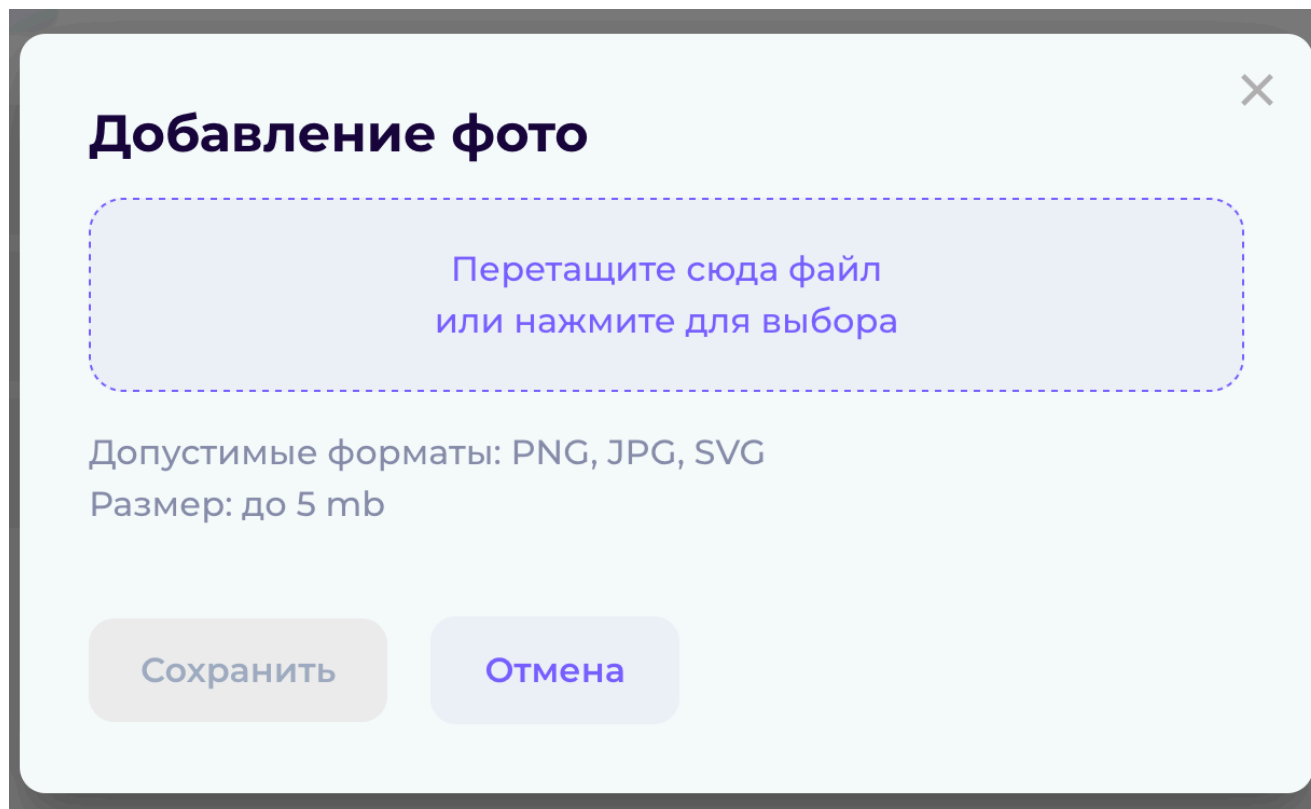 Добавление фото
Перетащите сюда файл
или нажмите для выбора
Допустимые форматы: PNG, JPG, SVG
Размер: до 5 mb
Сохранить
Отмена